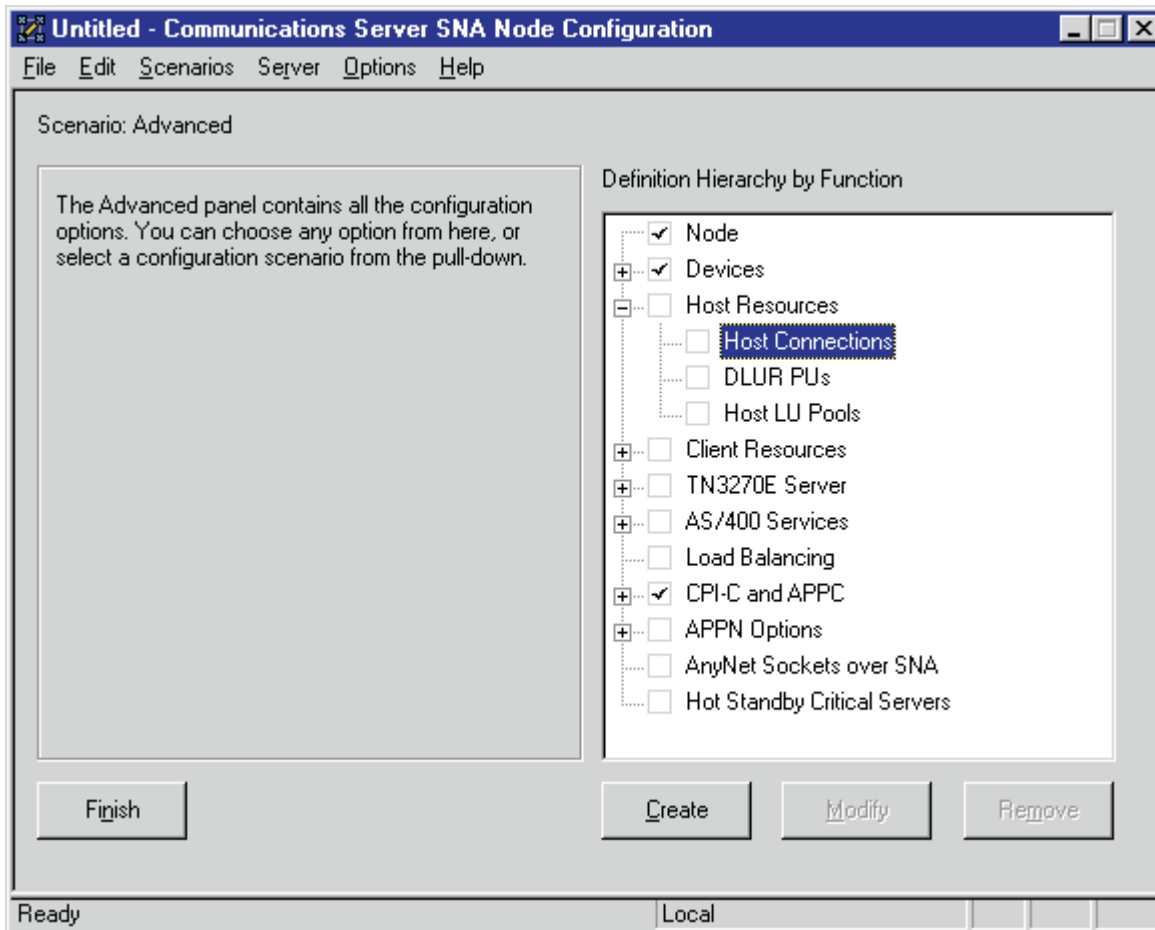 Untitled - Communications Server SNA Node Configuration
File Edit Scenarios Server Options Help
Scenario: Advanced
The Advanced panel contains all the configuration
options. You can choose any option from here, or
select a configuration scenario from the pull-down.
Definition Hierarchy by Function
Node
Devices
Host Resources
Host Connections
DLUR PUs
Host LU Pools
Client Resources
TN3270E Server
AS/400 Services
Load Balancing
CPI-C and APPC
APPN Options
AnyNet Sockets over SNA
Hot Standby Critical Servers
Finish
Create
Modify
Remove
Ready
Local